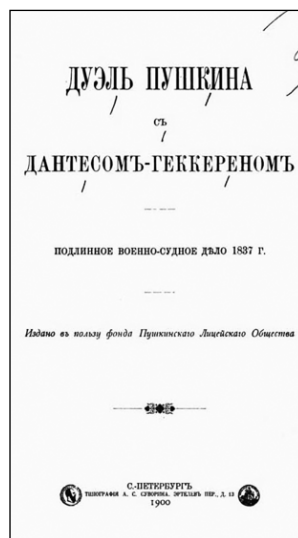 ДУЭЛЬ ПУШКИНА
СЪ
ДАНТЕСОМЪ-ГЕККЕРЕНОМЪ
ПОДЛИННОЕ ВОЕННО-СУДНОЕ ДѢЛО 1837 Г.
Издано въ пользу фонда Пушкинскаго Лицейскаго Общества
С.-ПЕТЕРБУРГЪ
ТИПОГРАФІЯ А. С. СУВОРИНА. ЭРТЕЛЕВЪ ПЕР., Д. 13
1900